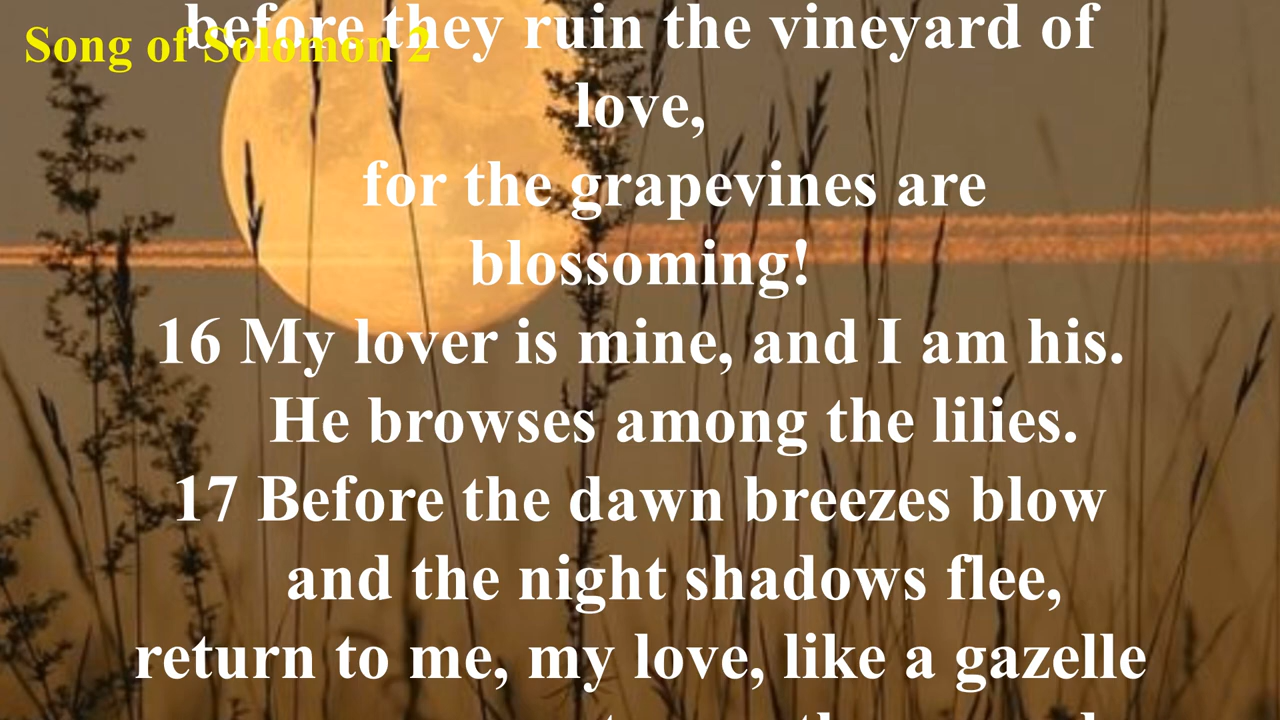 Song of Solomon 2
before they ruin the vineyard of
love,
for the grapevines are
blossoming!
16 My lover is mine, and I am his.
He browses among the lilies.
17 Before the dawn breezes blow
and the night shadows flee,
return to me, my love, like a gazelle